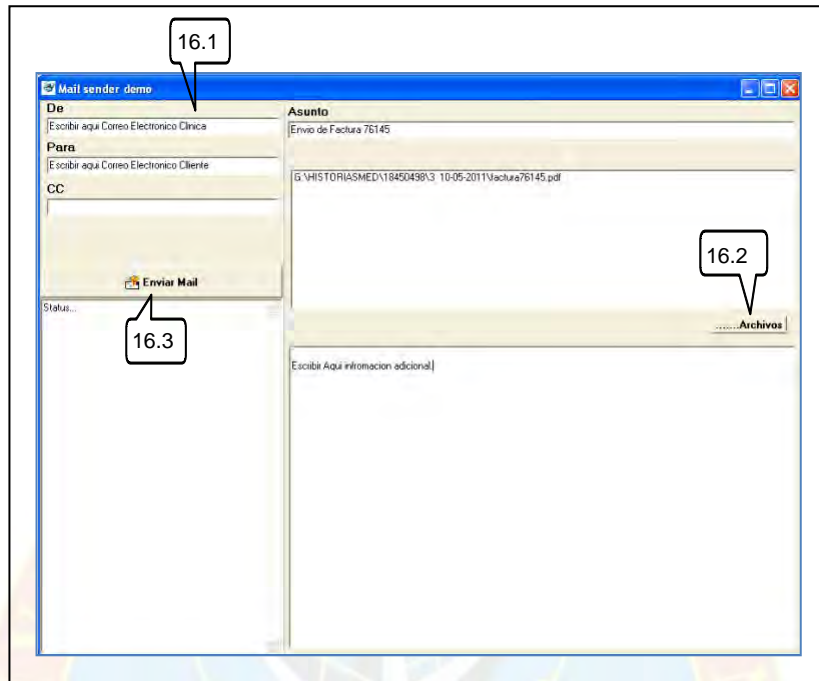 16.1
Mail sender demo
De
Escribir aqui Correo Electronico Clinica
Para
Escribir aqui Correo Electronico Cliente
CC
Enviar Mail
Status...
16.3
Asunto
Envio de Factura 76145
G:\HISTORIASMED\18450498\3 10-05-2011\factura76145.pdf
16.2
.......Archivos
Escribir Aqui infromacion adicional.